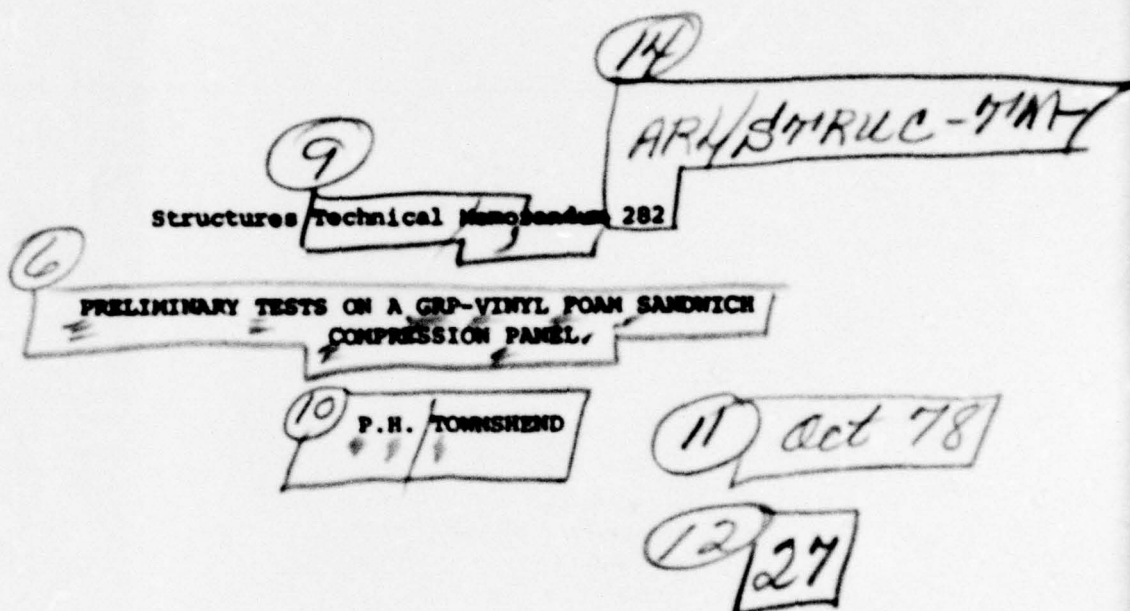 14
ARL/STRUC-TM-
9
Structures Technical Memorandum 282
6
PRELIMINARY TESTS ON A GRP-VINYL FOAM SANDWICH
COMPRESSION PANEL.
10
P.H. TOWNSHEND
11 Oct 78
12 27